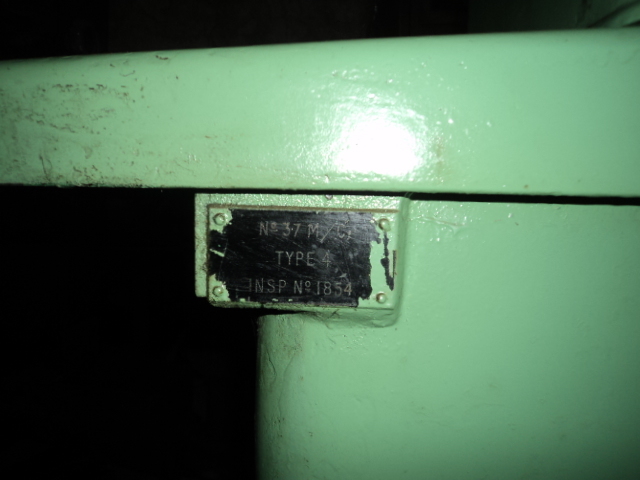 No 37 M/C
TYPE 4
INSP No 1854